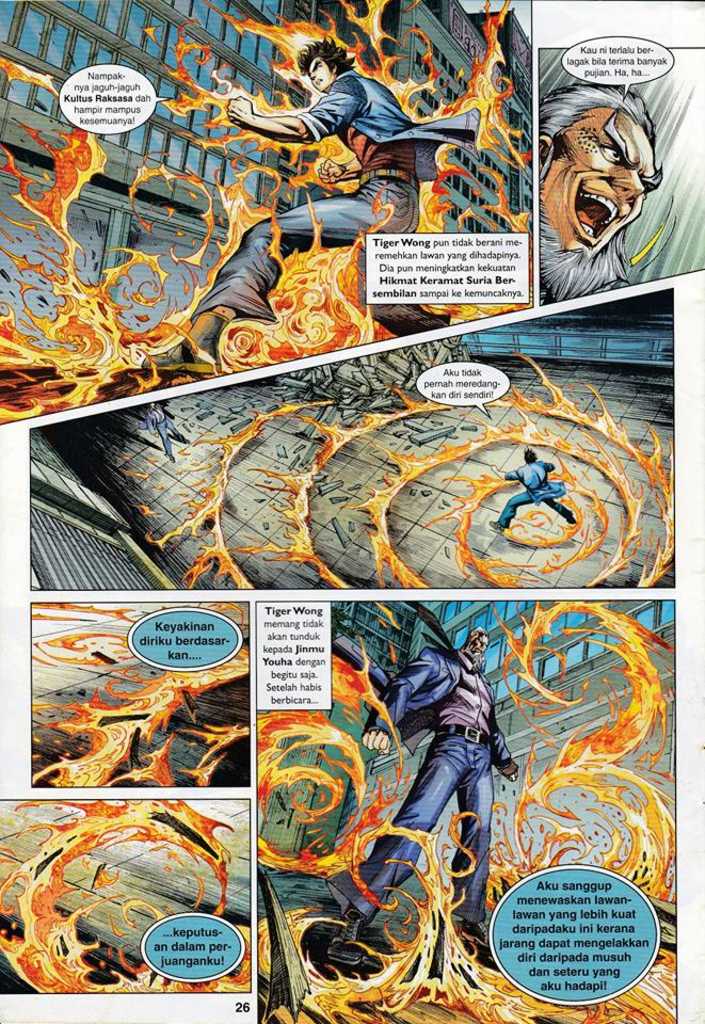 Nampak-
nya jaguh-jaguh
Kultus Raksasa dah
hampir mampus
kesemuanya!
Kau ni terlalu ber-
lagak bila terima banyak
pujian. Ha, ha...
Tiger Wong pun tidak berani me-
remehkan lawan yang dihadapinya.
Dia pun meningkatkan kekuatan
Hikmat Keramat Suria Ber-
sembilan sampai ke kemuncaknya.
Aku tidak
pernah meredang-
kan diri sendiri!
Keyakinan
diriku berdasar-
kan....
Tiger Wong
memang tidak
akan tunduk
kepada Jinmu
Youha dengan
begitu saja.
Setelah habis
berbicara...
...keputus-
an dalam per-
juanganku!
Aku sanggup
menewaskan lawan-
lawan yang lebih kuat
daripadaku ini kerana
jarang dapat mengelakkan
diri daripada musuh
dan seteru yang
aku hadapi!
26